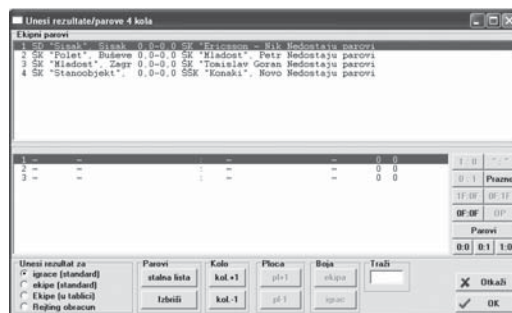 Unesi rezultate/parove 4 kola
Ekipni parovi
1 SD "Sisak", Sisak 0,0-0,0 SK "Ericsson - Nik Nedostaju parovi
2 ŠK "Polet", Buševe 0,0-0,0 ŠK "Mladost", Petr Nedostaju parovi
3 ŠK "Mladost", Zagr 0,0-0,0 ŠK "Tomislav Goran Nedostaju parovi
4 ŠK "Stanoobjekt", 0,0-0,0 ŠŠK "Konaki", Novo Nedostaju parovi
1 - - : - - 0 0
2 - - : - - 0 0
3 - - : - - 0 0
1 : 0
0 : 1 Prazno
1F:0F 0F:1F
0F:0F 0P
Parovi
0:0 0:1 1:0
Unesi rezultat za Parovi Kolo Ploca Boja Traži
igrace (standard) stalna lista kol.+1 pl+1 ekipa
ekipe (standard)
Ekipe (u tablici) Izbriši kol.-1 pl-1 igrac
Rejting obracun
Otkaži
OK